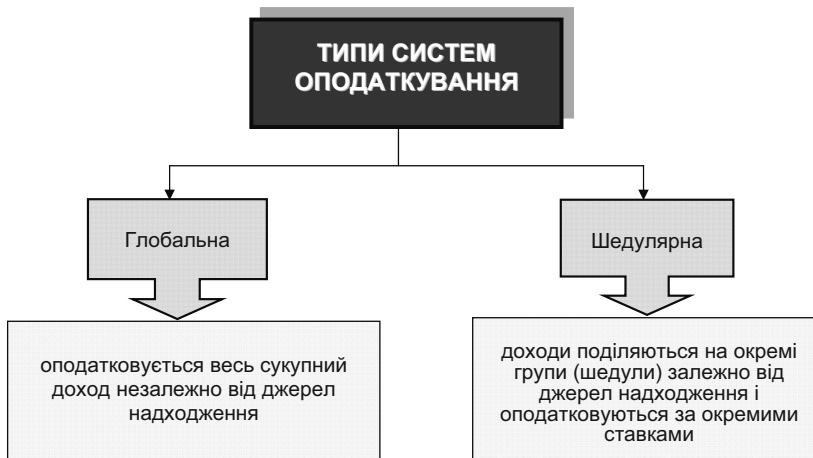 ТИПИ СИСТЕМ
ОПОДАТКУВАННЯ
Глобальна
Шедулярна
оподатковується весь сукупний
доход незалежно від джерел
надходження
доходи поділяються на окремі
групи (шедули) залежно від
джерел надходження і
оподатковуються за окремими
ставками